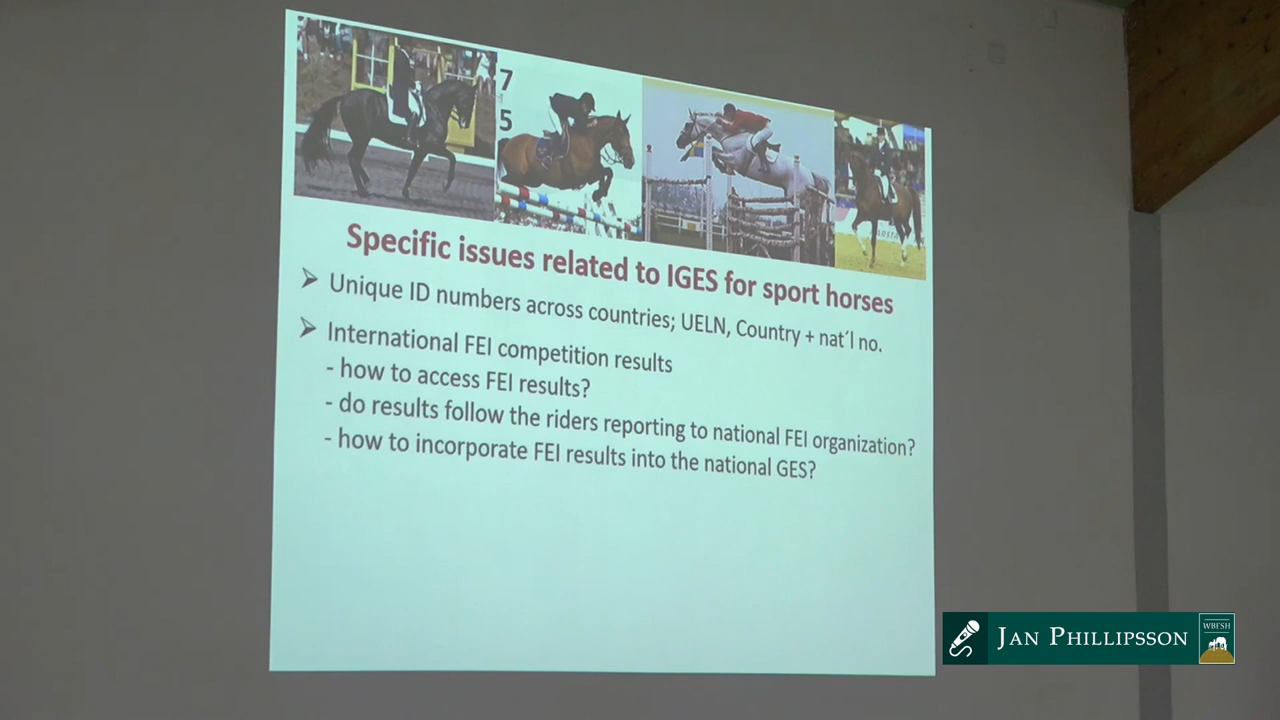 7
5
Specific issues related to IGES for sport horses
Unique ID numbers across countries; UELN, Country + nat´l no.
International FEI competition results
- how to access FEI results?
- do results follow the riders reporting to national FEI organization?
- how to incorporate FEI results into the national GES?
JAN PHILLIPSSON
WBFSH